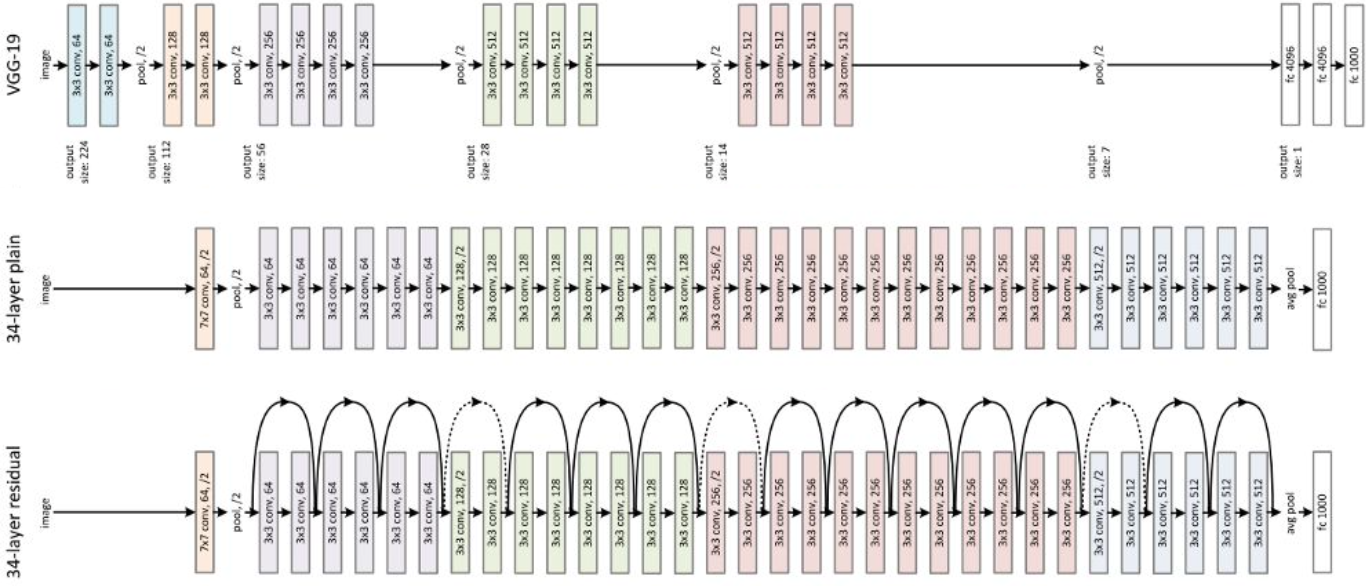 VGG-19
image
3x3 conv, 64
3x3 conv, 64
pool, /2
3x3 conv, 128
3x3 conv, 128
pool, /2
3x3 conv, 256
3x3 conv, 256
3x3 conv, 256
3x3 conv, 256
pool, /2
3x3 conv, 512
3x3 conv, 512
3x3 conv, 512
3x3 conv, 512
pool, /2
3x3 conv, 512
3x3 conv, 512
3x3 conv, 512
3x3 conv, 512
pool, /2
fc 4096
fc 4096
fc 1000
output
size: 224
output
size: 112
output
size: 56
output
size: 28
output
size: 14
output
size: 7
output
size: 1
34-layer plain
image
7x7 conv, 64, /2
pool, /2
3x3 conv, 64
3x3 conv, 64
3x3 conv, 64
3x3 conv, 64
3x3 conv, 64
3x3 conv, 64
3x3 conv, 128, /2
3x3 conv, 128
3x3 conv, 128
3x3 conv, 128
3x3 conv, 128
3x3 conv, 128
3x3 conv, 128
3x3 conv, 128
3x3 conv, 256, /2
3x3 conv, 256
3x3 conv, 256
3x3 conv, 256
3x3 conv, 256
3x3 conv, 256
3x3 conv, 256
3x3 conv, 256
3x3 conv, 256
3x3 conv, 256
3x3 conv, 256
3x3 conv, 256
3x3 conv, 512, /2
3x3 conv, 512
3x3 conv, 512
3x3 conv, 512
3x3 conv, 512
3x3 conv, 512
avg pool
fc 1000
34-layer residual
image
7x7 conv, 64, /2
pool, /2
3x3 conv, 64
3x3 conv, 64
3x3 conv, 64
3x3 conv, 64
3x3 conv, 64
3x3 conv, 64
3x3 conv, 128, /2
3x3 conv, 128
3x3 conv, 128
3x3 conv, 128
3x3 conv, 128
3x3 conv, 128
3x3 conv, 128
3x3 conv, 128
3x3 conv, 256, /2
3x3 conv, 256
3x3 conv, 256
3x3 conv, 256
3x3 conv, 256
3x3 conv, 256
3x3 conv, 256
3x3 conv, 256
3x3 conv, 256
3x3 conv, 256
3x3 conv, 256
3x3 conv, 256
3x3 conv, 512, /2
3x3 conv, 512
3x3 conv, 512
3x3 conv, 512
3x3 conv, 512
3x3 conv, 512
avg pool
fc 1000